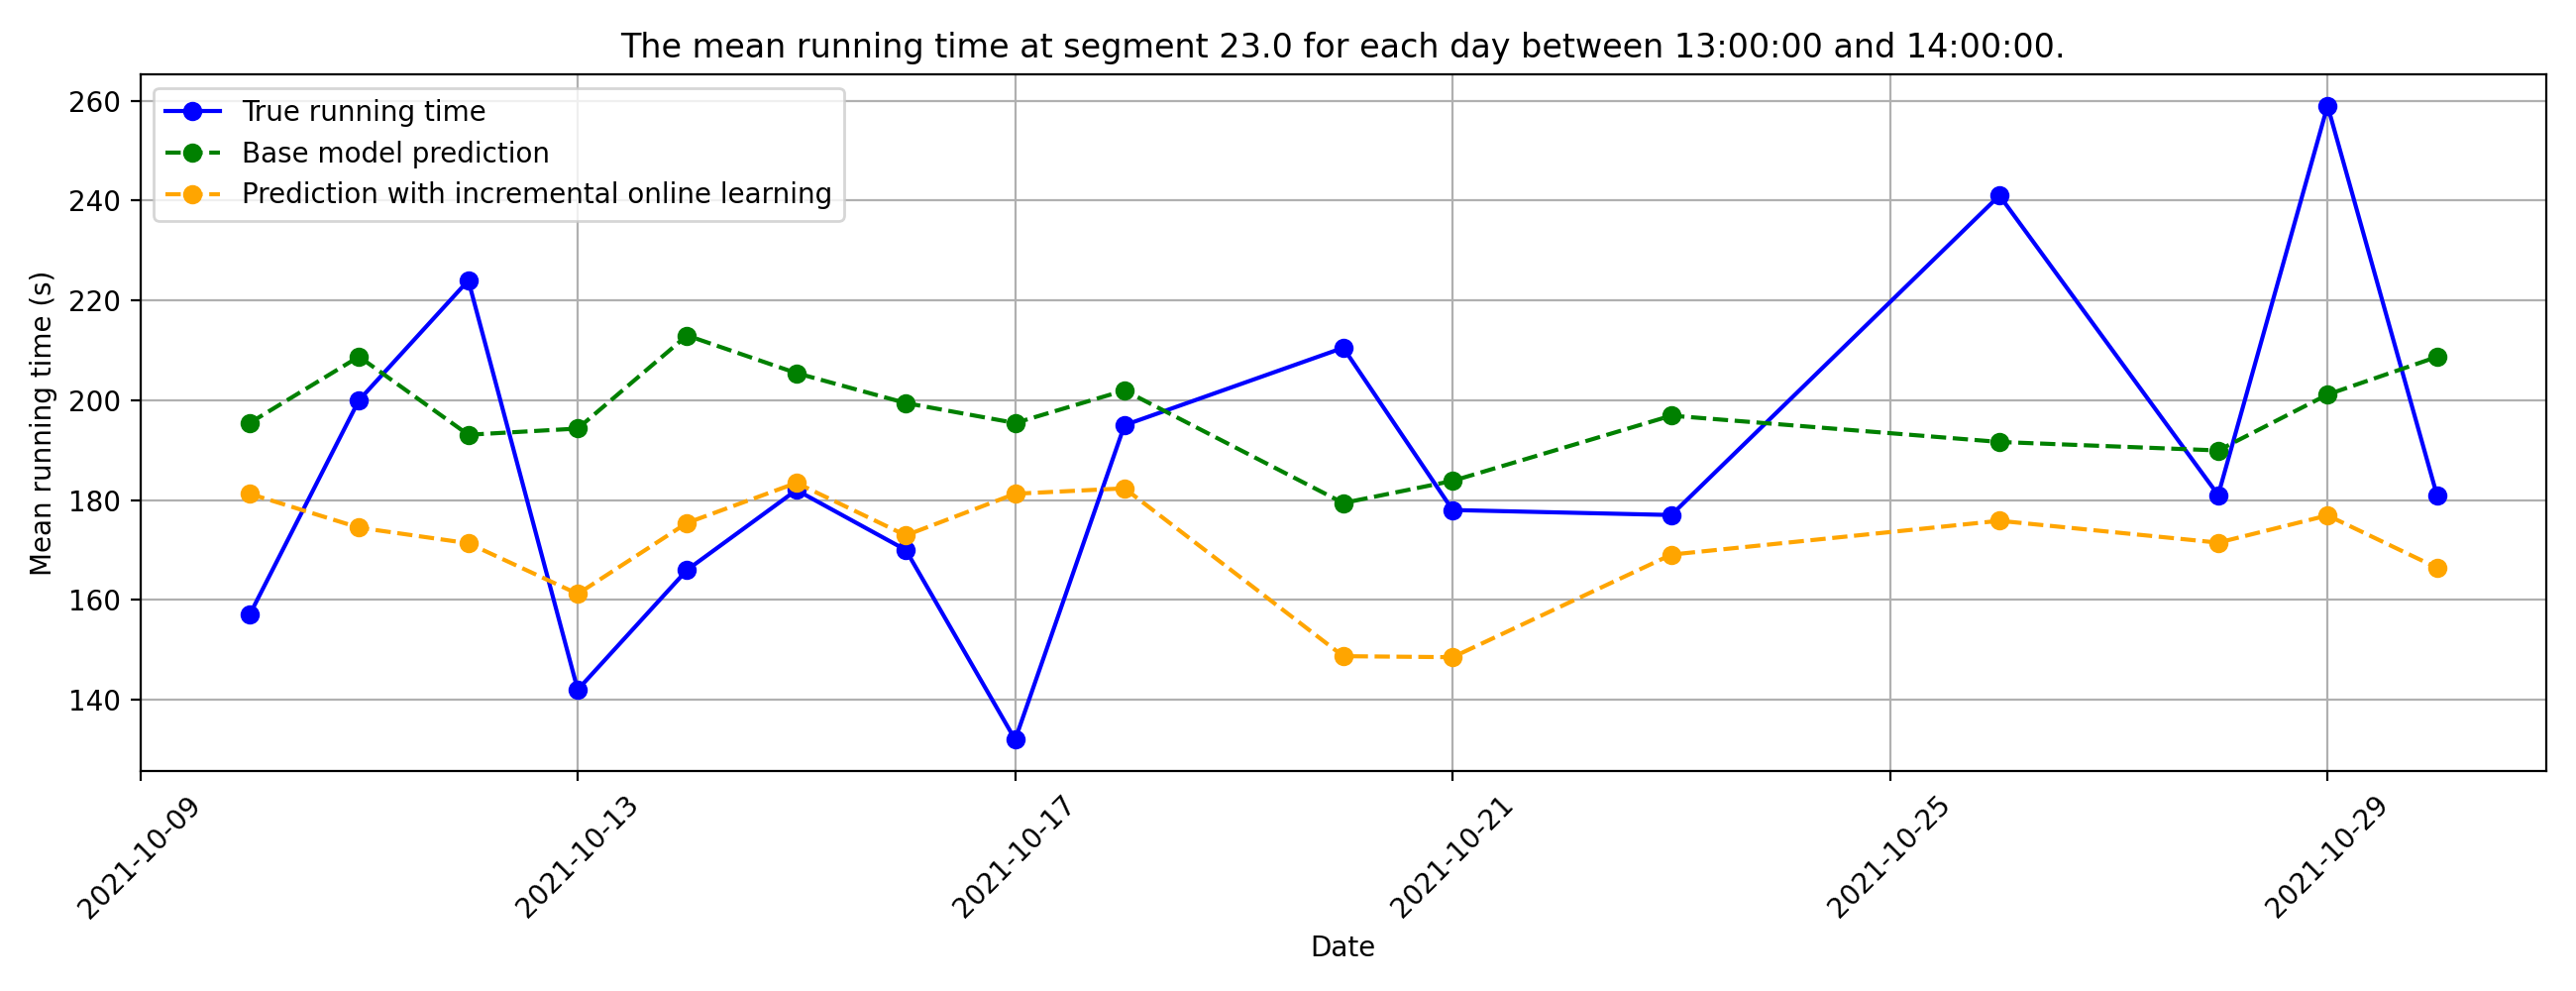 The mean running time at segment 23.0 for each day between 13:00:00 and 14:00:00.
True running time
Base model prediction
Prediction with incremental online learning
Mean running time (s)
260
240
220
200
180
160
140
2021-10-09
2021-10-13
2021-10-17
2021-10-21
2021-10-25
2021-10-29
Date